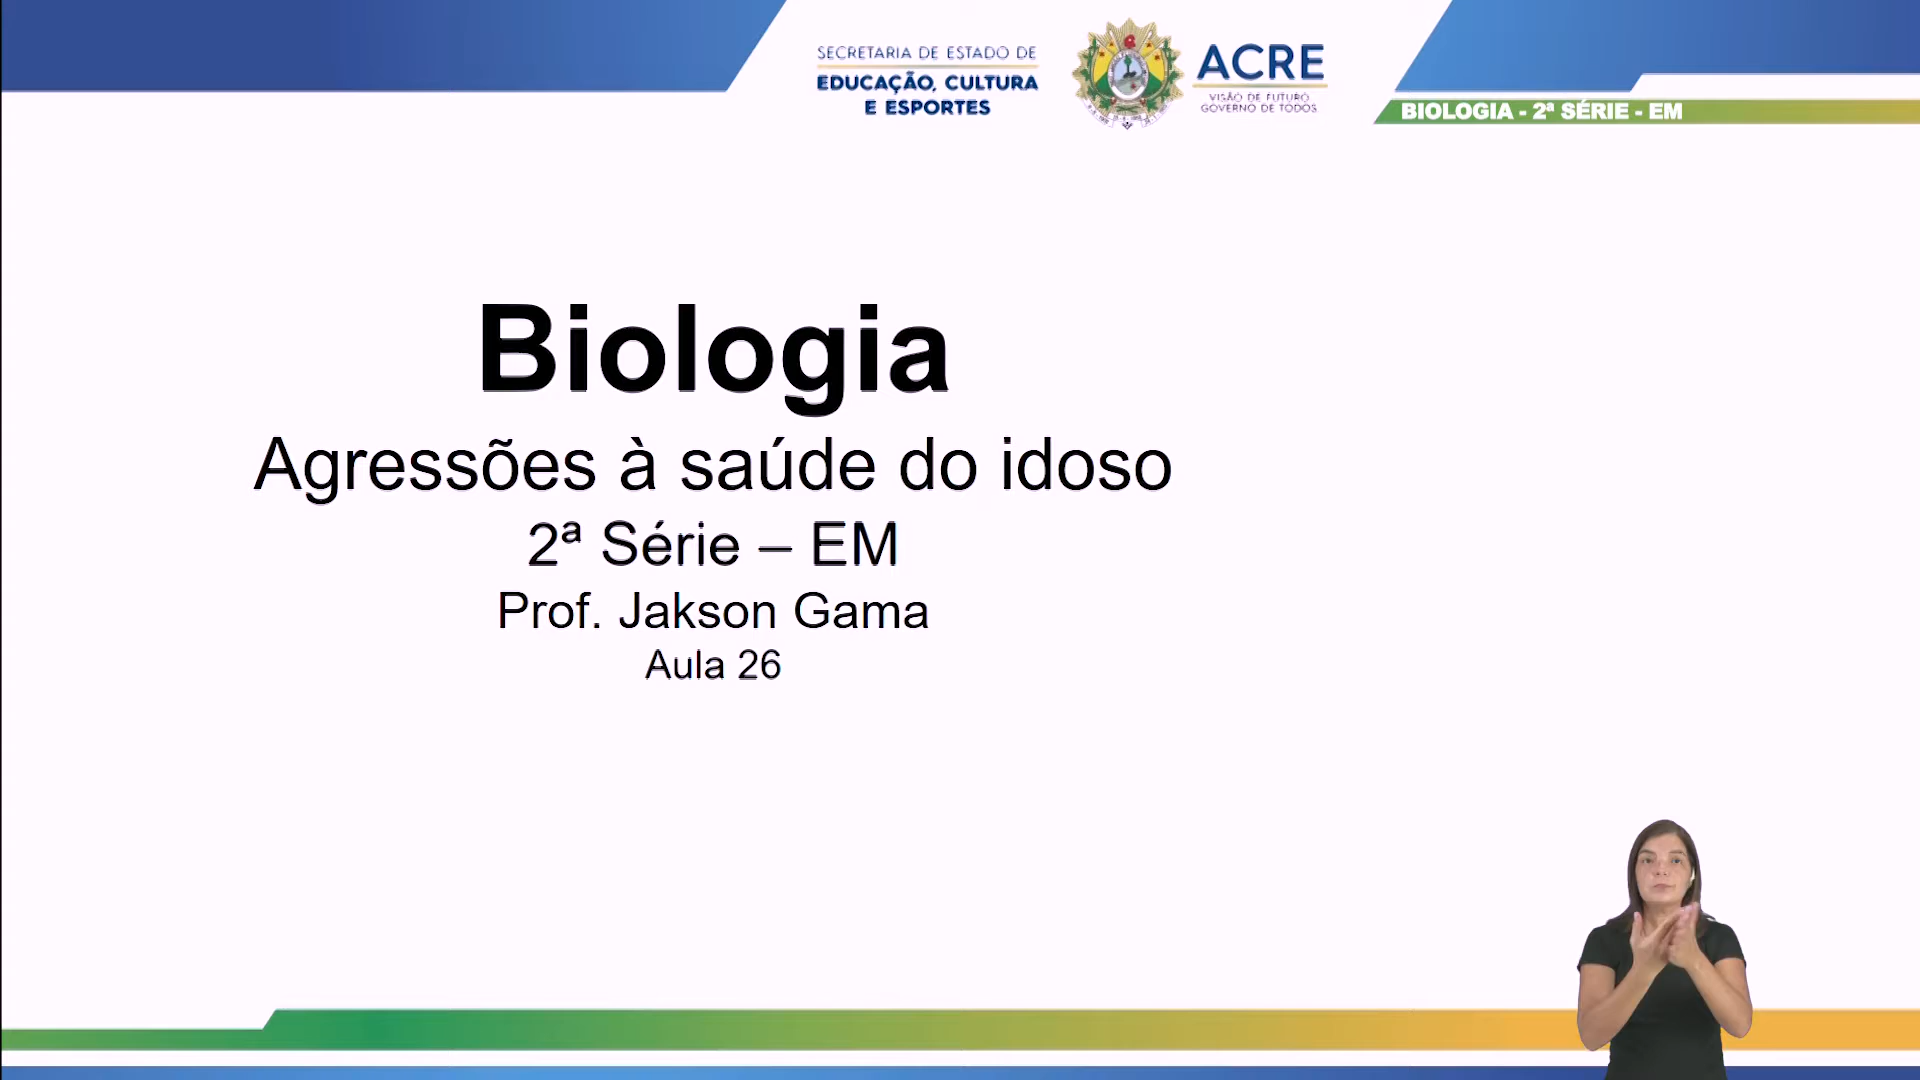 SECRETARIA DE ESTADO DE
EDUCAÇÃO, CULTURA
E ESPORTES
ACRE
VISÃO DE FUTURO
GOVERNO DE TODOS
BIOLOGIA - 2ª SÉRIE - EM
Biologia
Agressões à saúde do idoso
2ª Série – EM
Prof. Jakson Gama
Aula 26